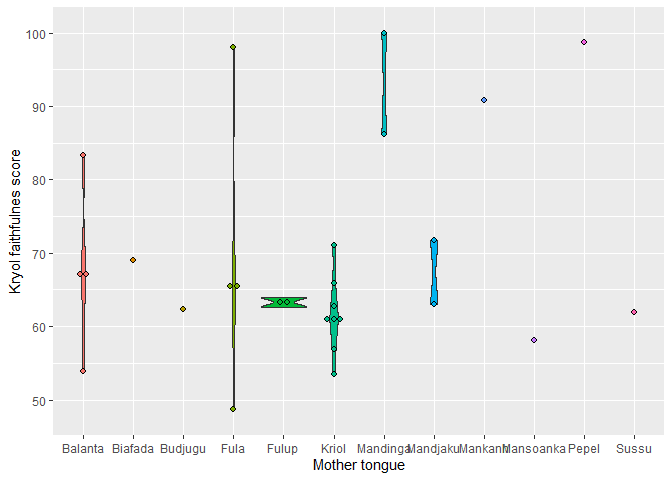 100
90
80
70
60
50
Kryol faithfulnes score
Balanta Biafada Budjugu Fula Fulup Kriol Mandinga Mandjaku Mankann Mansoanka Pepel Sussu
Mother tongue